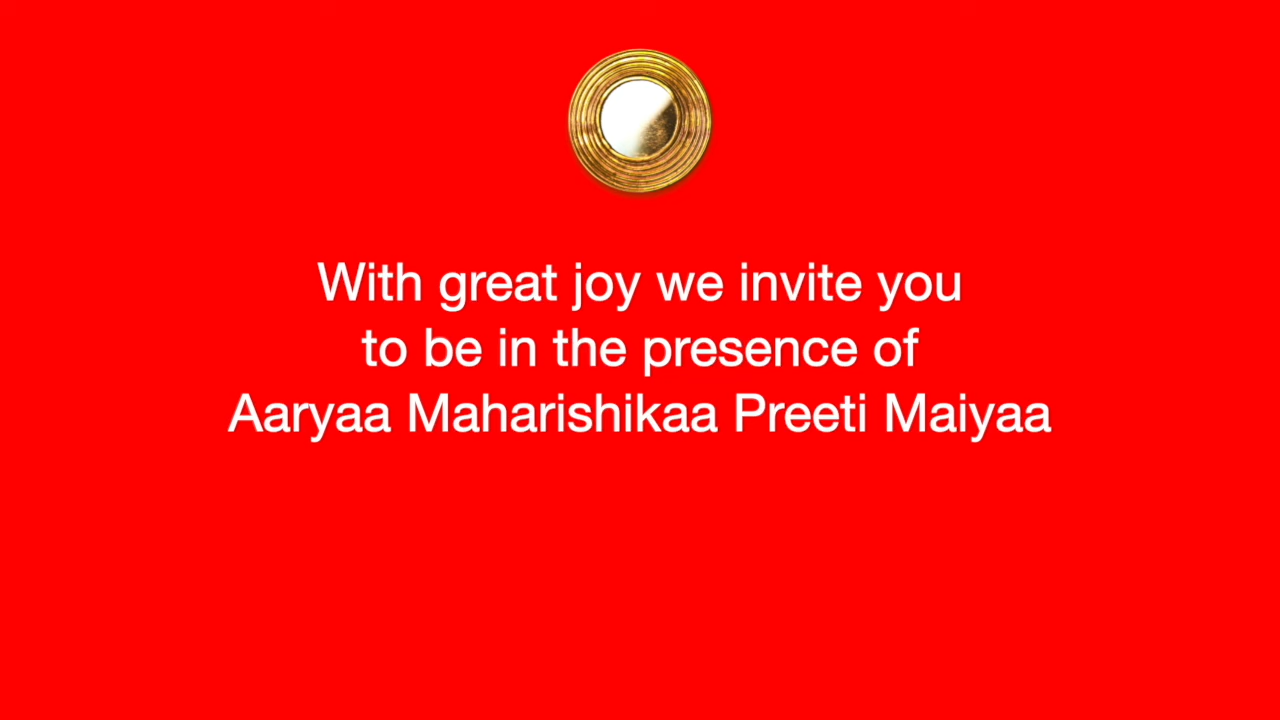 With great joy we invite you
to be in the presence of
Aaryaa Maharishikaa Preeti Maiyaa